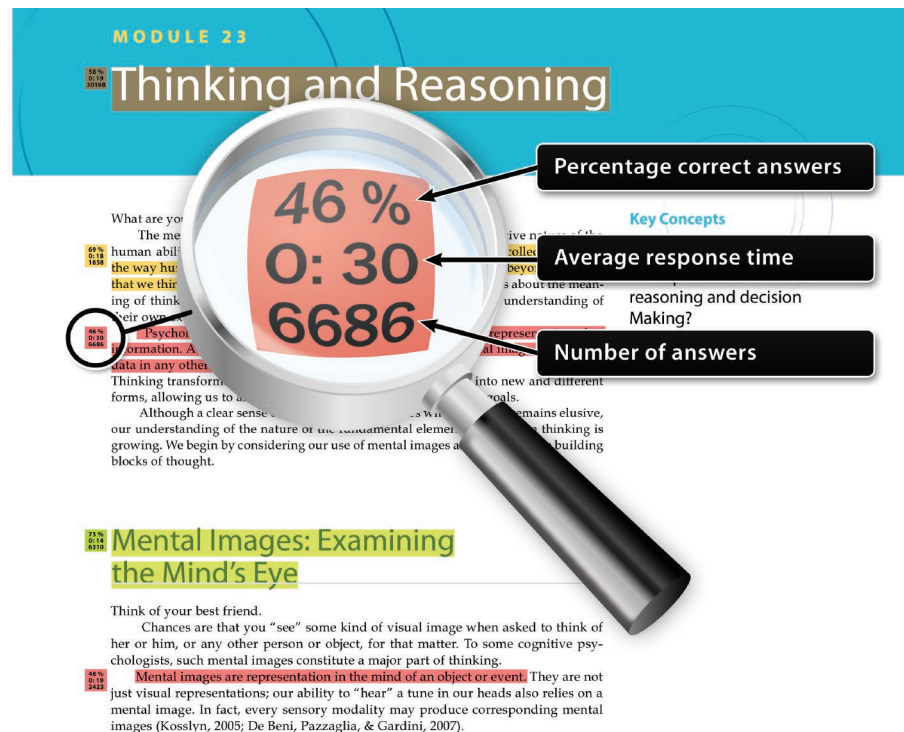 MODULE 23
58 %
0:19
30168
Thinking and Reasoning
Percentage correct answers
46 %
0: 30
6686
What are you
Key Concepts
The me ive nature of the
69 %
0:18
1858
human abil collec
Average response time
the way hu beyon
that we thin s about the mean-
ing of think understanding of
reasoning and decision
their own ex
Making?
46 %
0:30
6686
Psychol represent
information. A al imag
Number of answers
data in any other
Thinking transform into new and different
forms, allowing us to a goals.
Although a clear sense remains elusive,
our understanding of the nature of the fundamental elemen thinking is
growing. We begin by considering our use of mental images a building
blocks of thought.
75 %
0:14
6310
Mental Images: Examining
the Mind's Eye
Think of your best friend.
Chances are that you "see" some kind of visual image when asked to think of
her or him, or any other person or object, for that matter. To some cognitive psy-
chologists, such mental images constitute a major part of thinking.
48 %
0:19
2423
Mental images are representation in the mind of an object or event. They are not
just visual representations; our ability to "hear" a tune in our heads also relies on a
mental image. In fact, every sensory modality may produce corresponding mental
images (Kosslyn, 2005; De Beni, Pazzaglia, & Gardini, 2007).